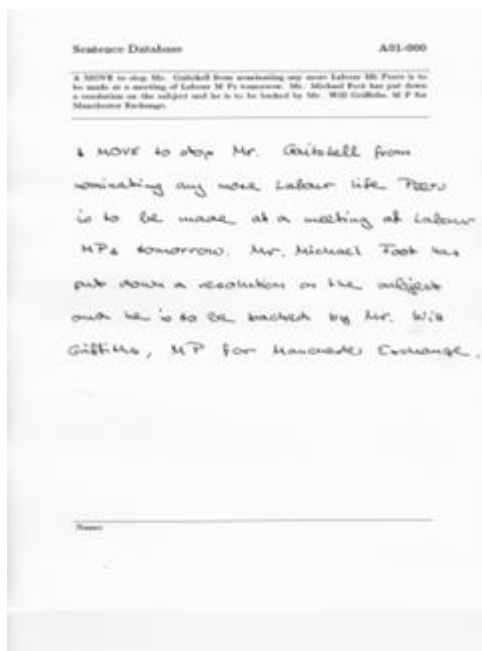 Sentence Database A01-000
A MOVE to stop Mr. Gaitskell from nominating any more Labour life Peers is to
be made at a meeting of Labour M Ps tomorrow. Mr. Michael Foot has put down
a resolution on the subject and he is to be backed by Mr. Will Griffiths, M P for
Manchester Exchange.
A MOVE to stop Mr. Gaitskell from
nominating any more Labour life Peers
is to be made at a meeting of Labour
MPs tomorrow. Mr. Michael Foot has
put down a resolution on the subject
and he is to be backed by Mr. Will
Griffiths, MP for Manchester Exchange.
Name: